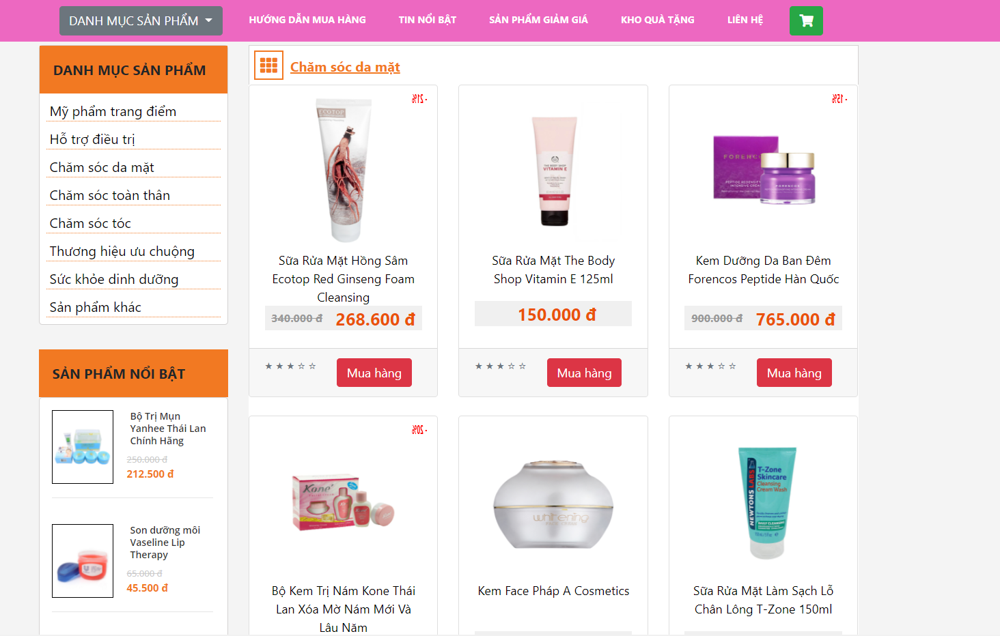 DANH MỤC SẢN PHẨM
HƯỚNG DẪN MUA HÀNG
TIN NỔI BẬT
SẢN PHẨM GIẢM GIÁ
KHO QUÀ TẶNG
LIÊN HỆ
DANH MỤC SẢN PHẨM
Mỹ phẩm trang điểm
Hỗ trợ điều trị
Chăm sóc da mặt
Chăm sóc toàn thân
Chăm sóc tóc
Thương hiệu ưu chuộng
Sức khỏe dinh dưỡng
Sản phẩm khác
SẢN PHẨM NỔI BẬT
Bộ Trị Mụn
Yanhee Thái Lan
Chính Hãng
250.000 đ
212.500 đ
Son dưỡng môi
Vaseline Lip
Therapy
65.000 đ
45.500 đ
Chăm sóc da mặt
- 21%
ECOTOP
Sữa Rửa Mặt Hồng Sâm
Ecotop Red Ginseng Foam
Cleansing
340.000 đ 268.600 đ
★ ★ ★ ☆ ☆
Mua hàng
THE BODY SHOP
VITAMIN E
Sữa Rửa Mặt The Body
Shop Vitamin E 125ml
150.000 đ
★ ★ ★ ☆ ☆
Mua hàng
- 15%
FORENCOS
PEPTIDE REDENSIFY
INTENSIVE CREAM
FORENCOS
Kem Dưỡng Da Ban Đêm
Forencos Peptide Hàn Quốc
900.000 đ 765.000 đ
★ ★ ★ ☆ ☆
Mua hàng
- 20%
Kone
Bộ Kem Trị Nám Kone Thái
Lan Xóa Mờ Nám Mới Và
Lâu Năm
whitening
Kem Face Pháp A Cosmetics
NEWTONS LABS
T-Zone
Skincare
Cleansing
Cream Wash
DAILY CLEANSING
Sữa Rửa Mặt Làm Sạch Lỗ
Chân Lông T-Zone 150ml